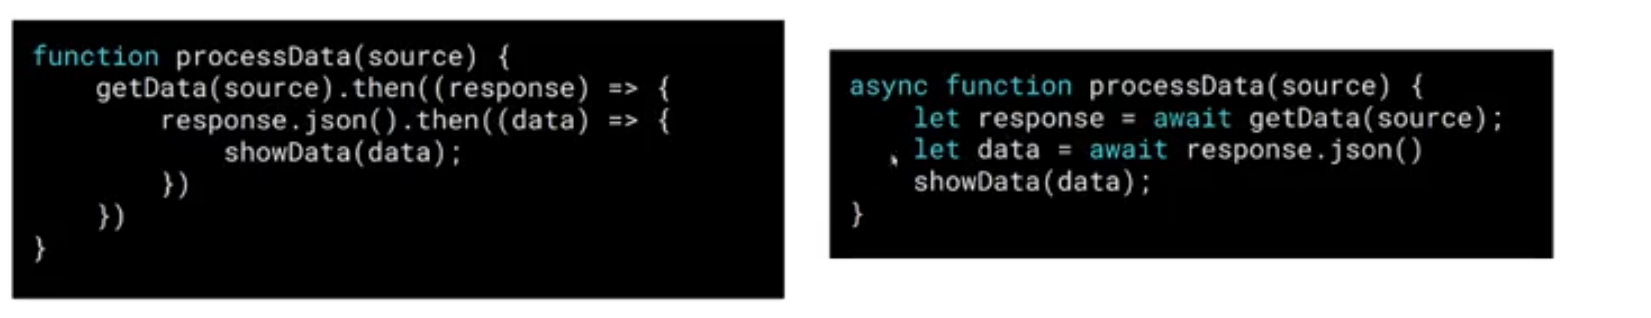 function processData(source) {
    getData(source).then((response) => {
        response.json().then((data) => {
            showData(data);
        })
    })
}
async function processData(source) {
    let response = await getData(source);
    let data = await response.json()
    showData(data);
}